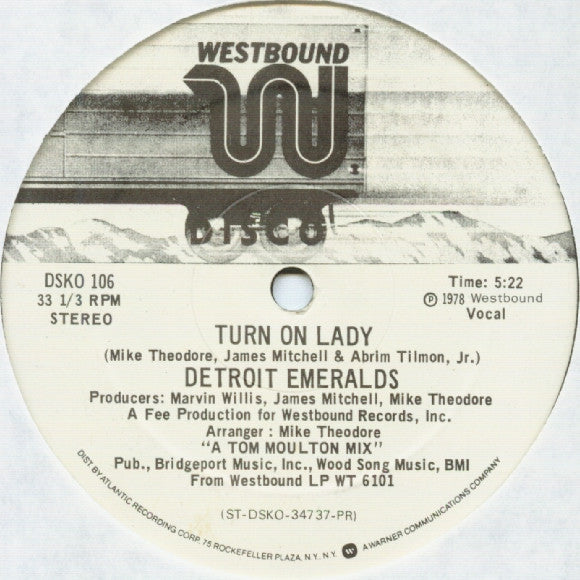 WESTBOUND
DISCO
DSKO 106
33 1/3 RPM
STEREO
Time: 5:22
Ⓟ 1978 Westbound
Vocal
TURN ON LADY
(Mike Theodore, James Mitchell & Abrim Tilmon, Jr.)
DETROIT EMERALDS
Producers: Marvin Willis, James Mitchell, Mike Theodore
A Fee Production for Westbound Records, Inc.
Arranger : Mike Theodore
"A TOM MOULTON MIX"
Pub., Bridgeport Music, Inc., Wood Song Music, BMI
From Westbound LP WT 6101
(ST-DSKO-34737-PR)
DIST. BY ATLANTIC RECORDING CORP. 75 ROCKEFELLER PLAZA, N.Y. N.Y. W A WARNER COMMUNICATIONS COMPANY